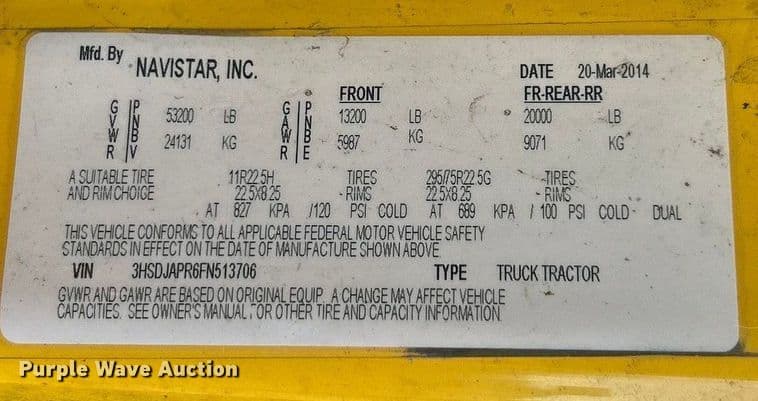 Mfd. By NAVISTAR, INC. DATE 20-Mar-2014
FRONT FR-REAR-RR
GVWR PNBV 53200 LB GAWR PNBE 13200 LB 20000 LB
24131 KG 5987 KG 9071 KG
A SUITABLE TIRE 11R22.5H TIRES 295/75R22.5G TIRES
AND RIM CHOICE 22.5X8.25 RIMS 22.5X8.25 RIMS
AT 827 KPA /120 PSI COLD AT 689 KPA / 100 PSI COLD - DUAL
THIS VEHICLE CONFORMS TO ALL APPLICABLE FEDERAL MOTOR VEHICLE SAFETY
STANDARDS IN EFFECT ON THE DATE OF MANUFACTURE SHOWN ABOVE.
VIN 3HSDJAPR6FN513706 TYPE TRUCK TRACTOR
GVWR AND GAWR ARE BASED ON ORIGINAL EQUIP. A CHANGE MAY AFFECT VEHICLE
CAPACITIES. SEE OWNER'S MANUAL FOR OTHER TIRE AND CAPACITY INFORMATION.
Purple Wave Auction